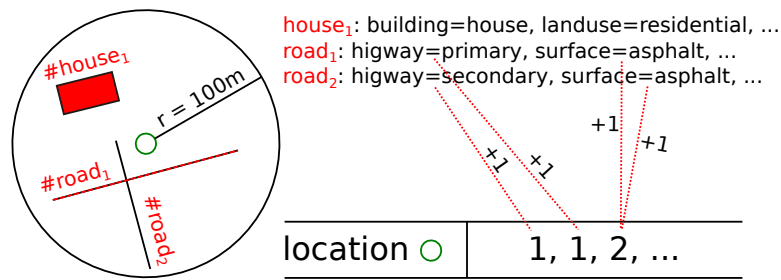 #house₁
r = 100m
#road₁
#road₂
house₁: building=house, landuse=residential, ...
road₁: higway=primary, surface=asphalt, ...
road₂: higway=secondary, surface=asphalt, ...
+1
+1
+1
+1
location 1, 1, 2, ...